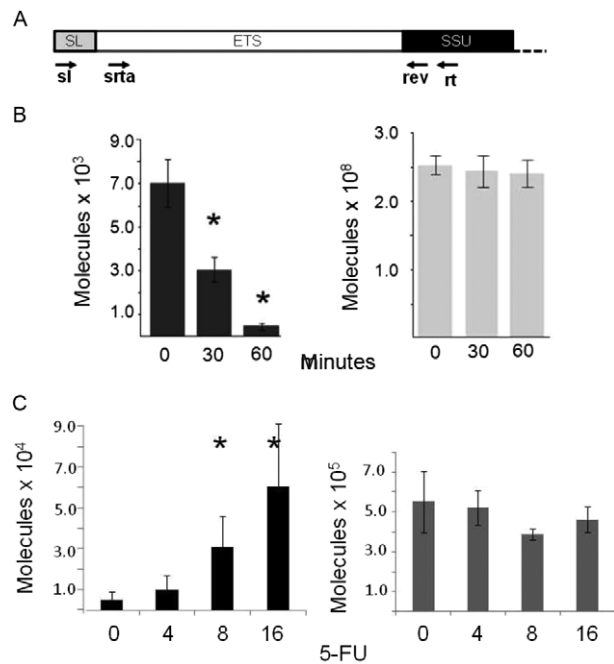 A
SL ETS SSU
sl srta rev rt
B
Molecules x 10³
9.0
7.0
3.0
1.0
*
*
0 30 60
Molecules x 10⁸
3.0
2.0
1.0
0 30 60
Minutes
C
Molecules x 10⁴
9.0
7.0
5.0
3.0
1.0
* *
0 4 8 16
Molecules x 10⁵
7.0
5.0
3.0
1.0
0 4 8 16
5-FU